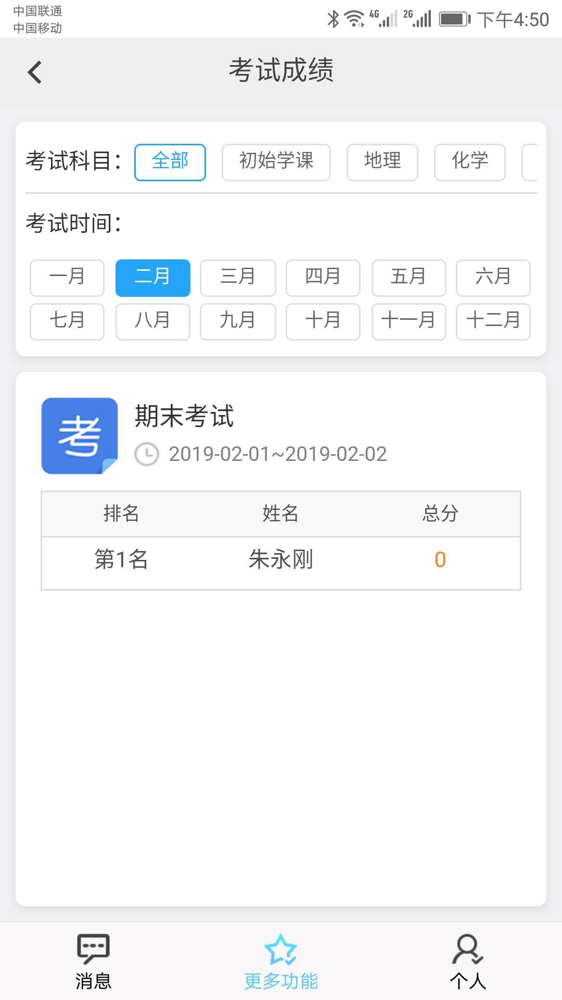 中国联通
中国移动
4G 2G 下午4:50
考试成绩
考试科目： 全部 初始学课 地理 化学
考试时间：
一月 二月 三月 四月 五月 六月
七月 八月 九月 十月 十一月 十二月
考 期末考试
2019-02-01~2019-02-02
排名 姓名 总分
第1名 朱永刚 0
消息 更多功能 个人